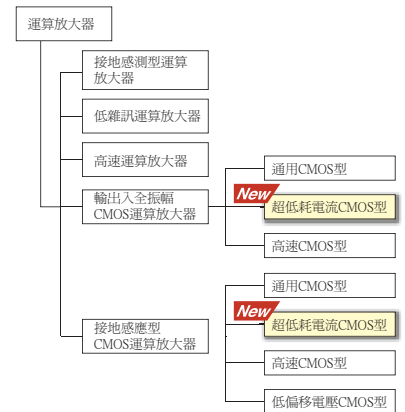 運算放大器
接地感測型運算
放大器
低雜訊運算放大器
高速運算放大器
輸出入全振幅
CMOS運算放大器
通用CMOS型
New
超低耗電流CMOS型
高速CMOS型
接地感應型
CMOS運算放大器
通用CMOS型
New
超低耗電流CMOS型
高速CMOS型
低偏移電壓CMOS型